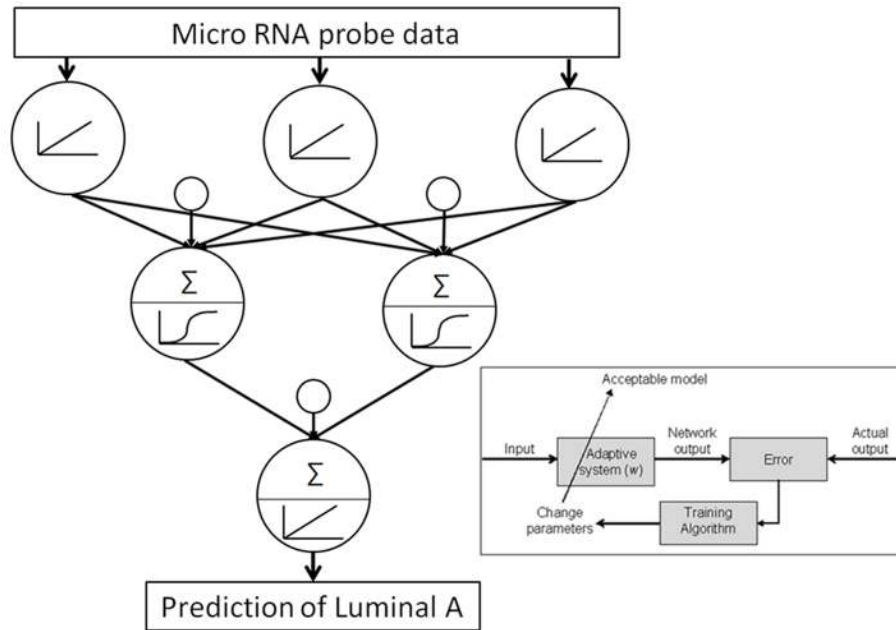 Micro RNA probe data
Σ
Σ
Σ
Prediction of Luminal A
Acceptable model
Input
Adaptive
system (w)
Network
output
Error
Actual
output
Change
parameters
Training
Algorithm